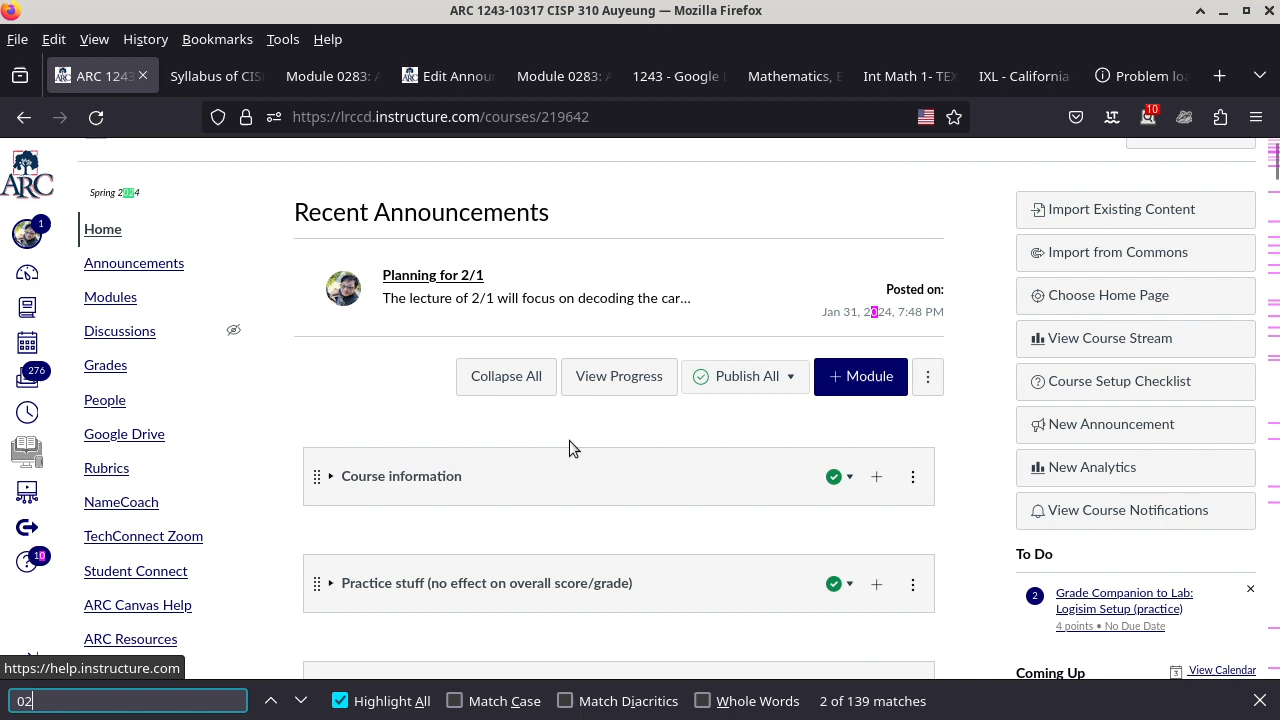 ARC 1243-10317 CISP 310 Auyeung — Mozilla Firefox
File Edit View History Bookmarks Tools Help
ARC 1243 Syllabus of CIS Module 0283: Edit Annou Module 0283: 1243 - Google Mathematics, E Int Math 1- TE IXL - California Problem lo
https://lrccd.instructure.com/courses/219642
10
ARC
Spring 2024
1
Home
Announcements
Modules
Discussions
Grades
276
People
Google Drive
Rubrics
NameCoach
TechConnect Zoom
10
Student Connect
ARC Canvas Help
ARC Resources
Recent Announcements
Planning for 2/1
The lecture of 2/1 will focus on decoding the car…
Posted on:
Jan 31, 2024, 7:48 PM
Collapse All View Progress Publish All + Module
Course information
Practice stuff (no effect on overall score/grade)
Import Existing Content
Import from Commons
Choose Home Page
View Course Stream
Course Setup Checklist
New Announcement
New Analytics
View Course Notifications
To Do
2 Grade Companion to Lab:
Logisim Setup (practice)
4 points • No Due Date
Coming Up View Calendar
https://help.instructure.com
02 Highlight All Match Case Match Diacritics Whole Words 2 of 139 matches